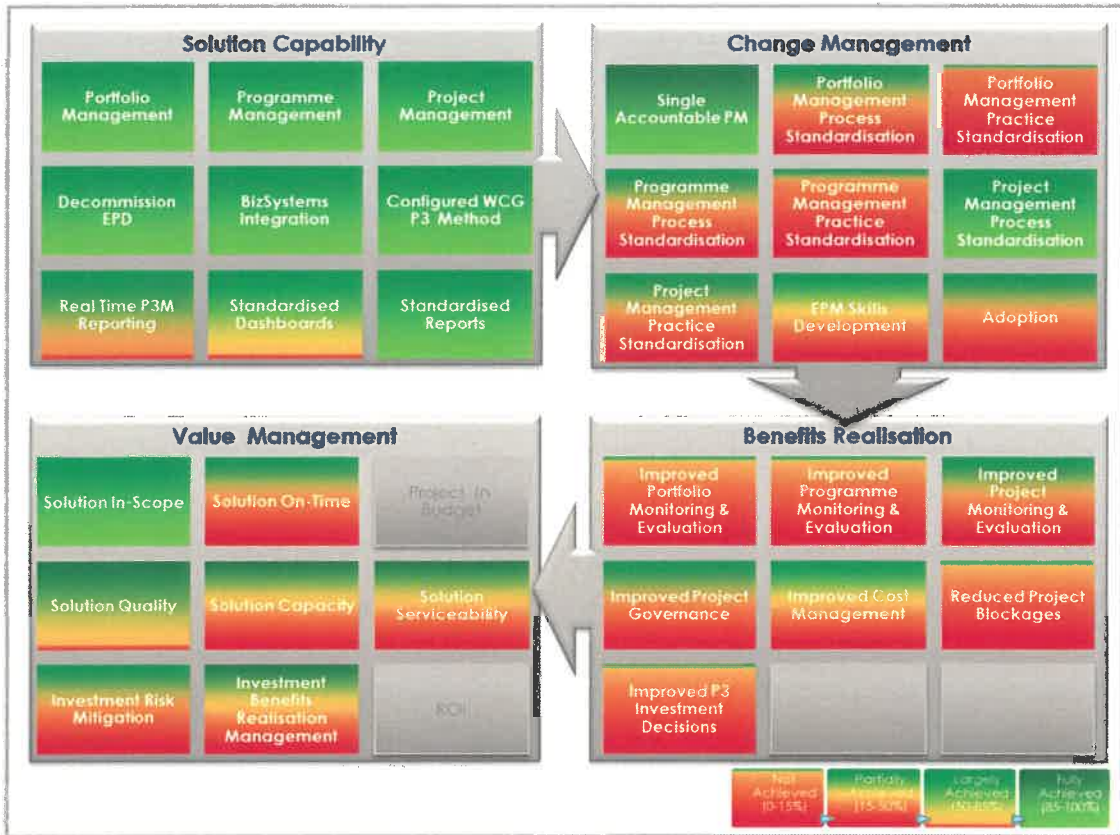 Solution Capability
Portfolio
Management
Programme
Management
Project
Management
Decommission
EPD
BizSystems
Integration
Configured WCG
P3 Method
Real Time P3M
Reporting
Standardised
Dashboards
Standardised
Reports
Change Management
Single
Accountable PM
Portfolio
Management
Process
Standardisation
Portfolio
Management
Practice
Standardisation
Programme
Management
Process
Standardisation
Programme
Management
Practice
Standardisation
Project
Management
Process
Standardisation
Project
Management
Practice
Standardisation
EPM Skills
Development
Adoption
Value Management
Solution In-Scope
Solution On-Time
Project In
Budget
Solution Quality
Solution Capacity
Solution
Serviceability
Investment Risk
Mitigation
Investment
Benefits
Realisation
Management
ROI
Benefits Realisation
Improved
Portfolio
Monitoring &
Evaluation
Improved
Programme
Monitoring &
Evaluation
Improved
Project
Monitoring &
Evaluation
Improved Project
Governance
Improved Cost
Management
Reduced Project
Blockages
Improved P3
Investment
Decisions
Not
Achieved
(0-15%)
Partially
Achieved
(15-50%)
Largely
Achieved
(50-85%)
Fully
Achieved
(85-100%)